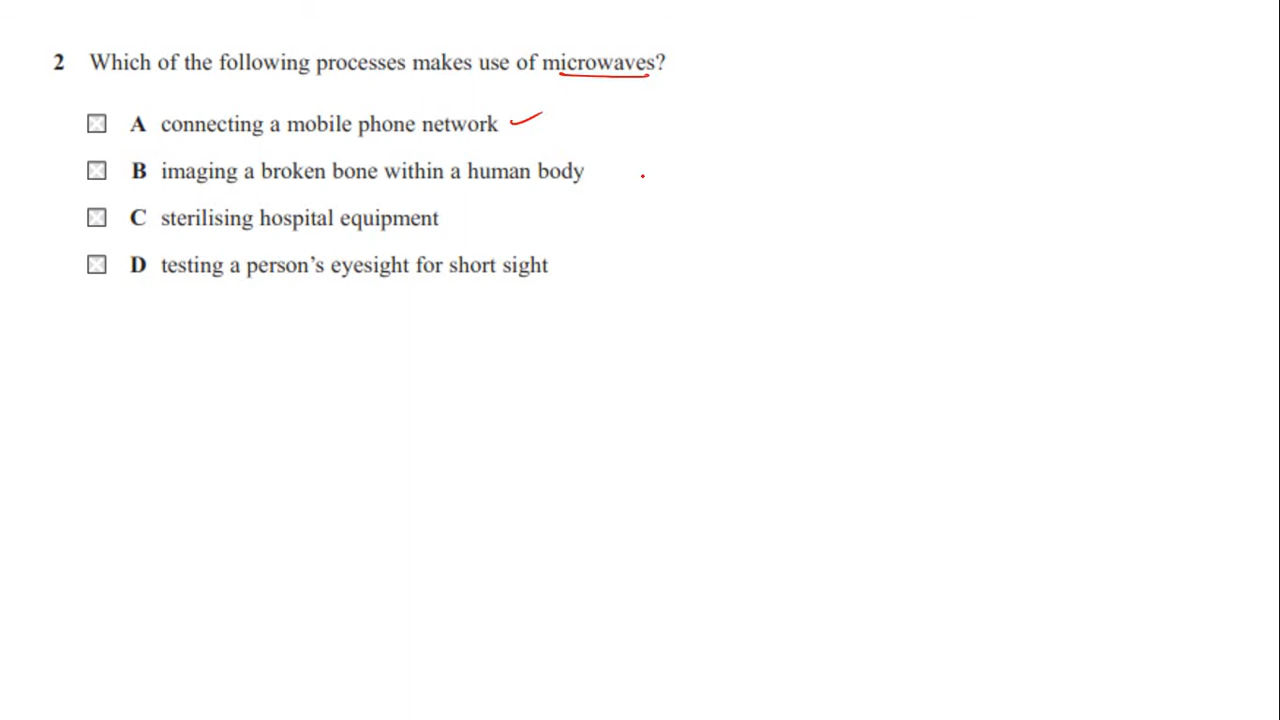 2 Which of the following processes makes use of microwaves?
A connecting a mobile phone network
B imaging a broken bone within a human body
C sterilising hospital equipment
D testing a person’s eyesight for short sight